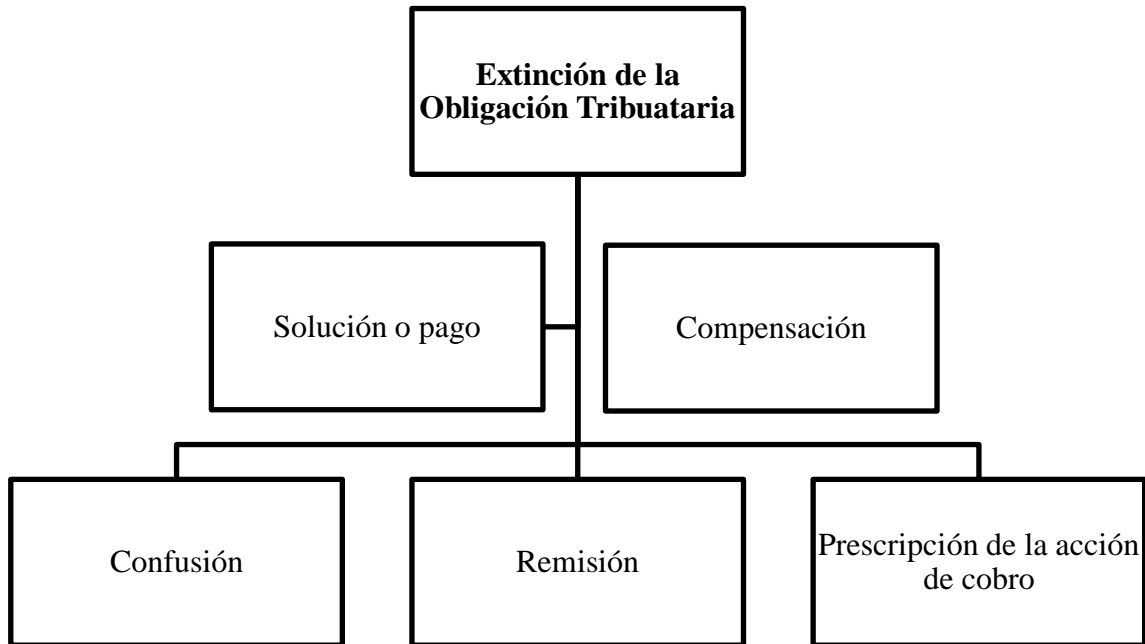 Extinción de la
Obligación Tribuataria
Solución o pago
Compensación
Confusión
Remisión
Prescripción de la acción
de cobro